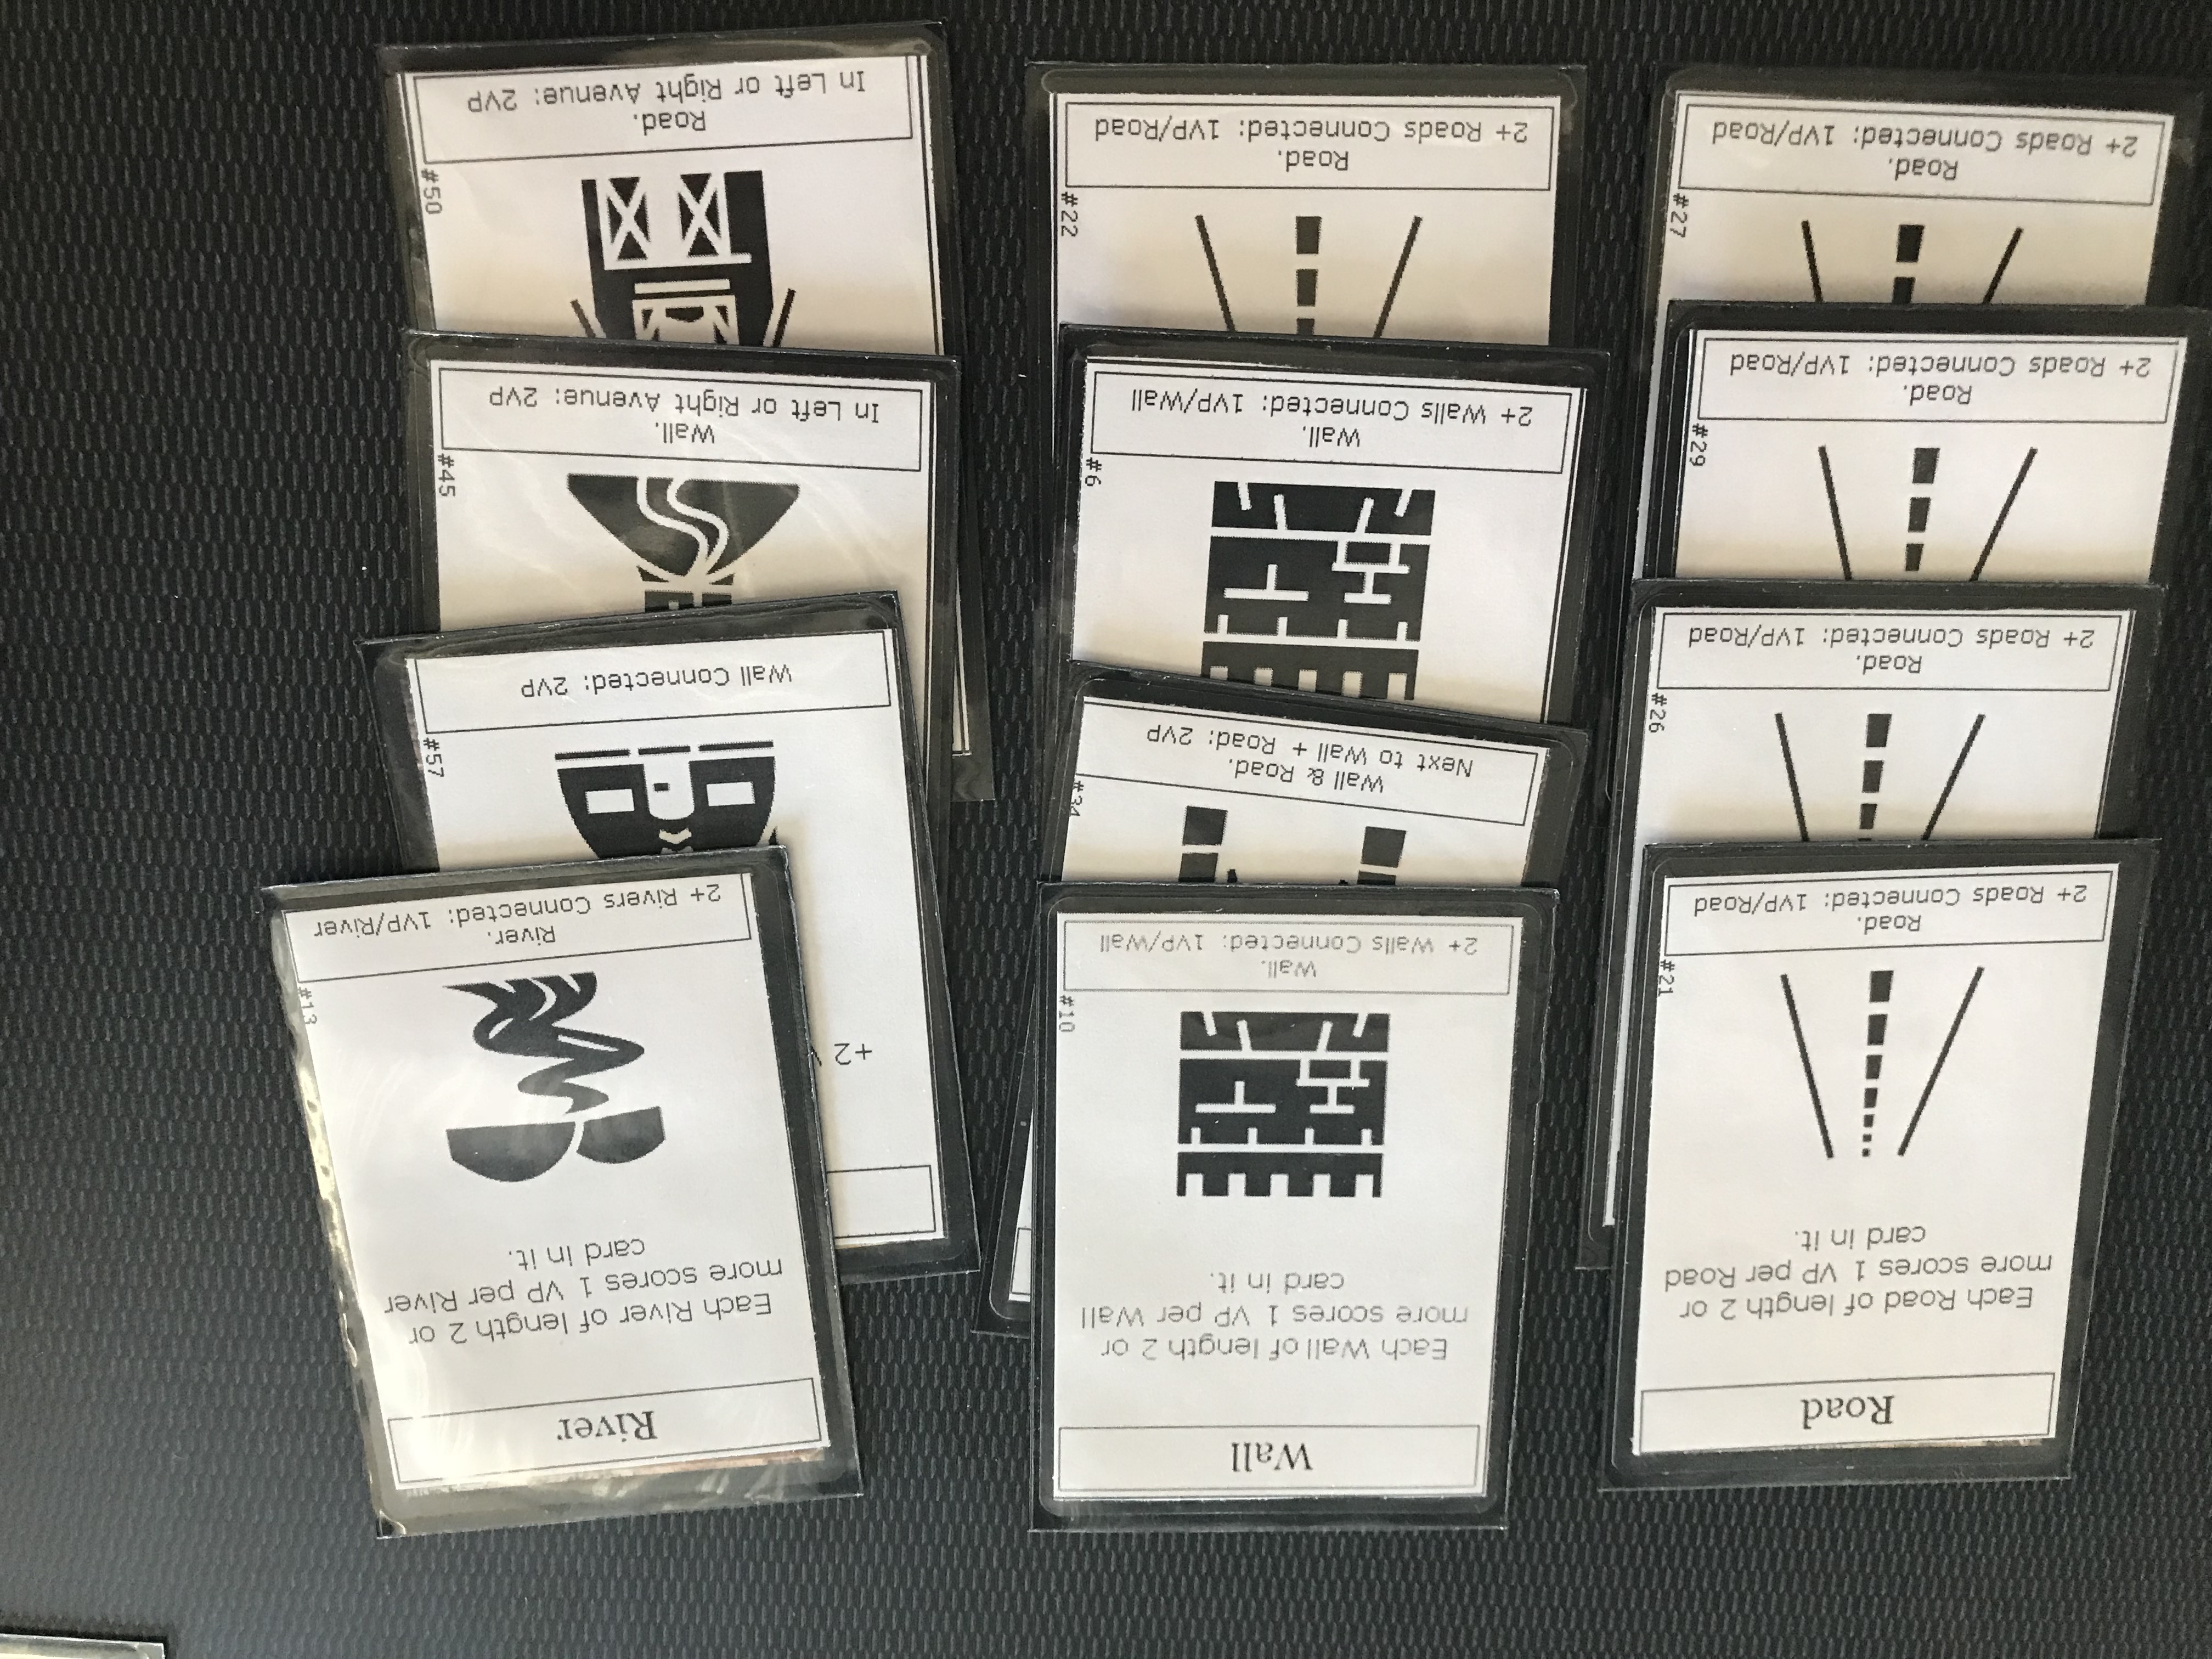 Road
Each Road of length 2 or
more scores 1 VP per Road
card in it.
#21
Road.
2+ Roads Connected: 1VP/Road
#26
Road.
2+ Roads Connected: 1VP/Road
#29
Road.
2+ Roads Connected: 1VP/Road
#27
Road.
2+ Roads Connected: 1VP/Road
Wall
Each Wall of length 2 or
more scores 1 VP per Wall
card in it.
#10
Wall.
2+ Walls Connected: 1VP/Wall
#34
Wall & Road.
Next to Wall + Road: 2VP
#6
Wall.
2+ Walls Connected: 1VP/Wall
#22
Road.
2+ Roads Connected: 1VP/Road
River
Each River of length 2 or
more scores 1 VP per River
card in it.
#13
River.
2+ Rivers Connected: 1VP/River
+2
#57
Wall Connected: 2VP
#45
Wall.
In Left or Right Avenue: 2VP
#50
Road.
In Left or Right Avenue: 2VP